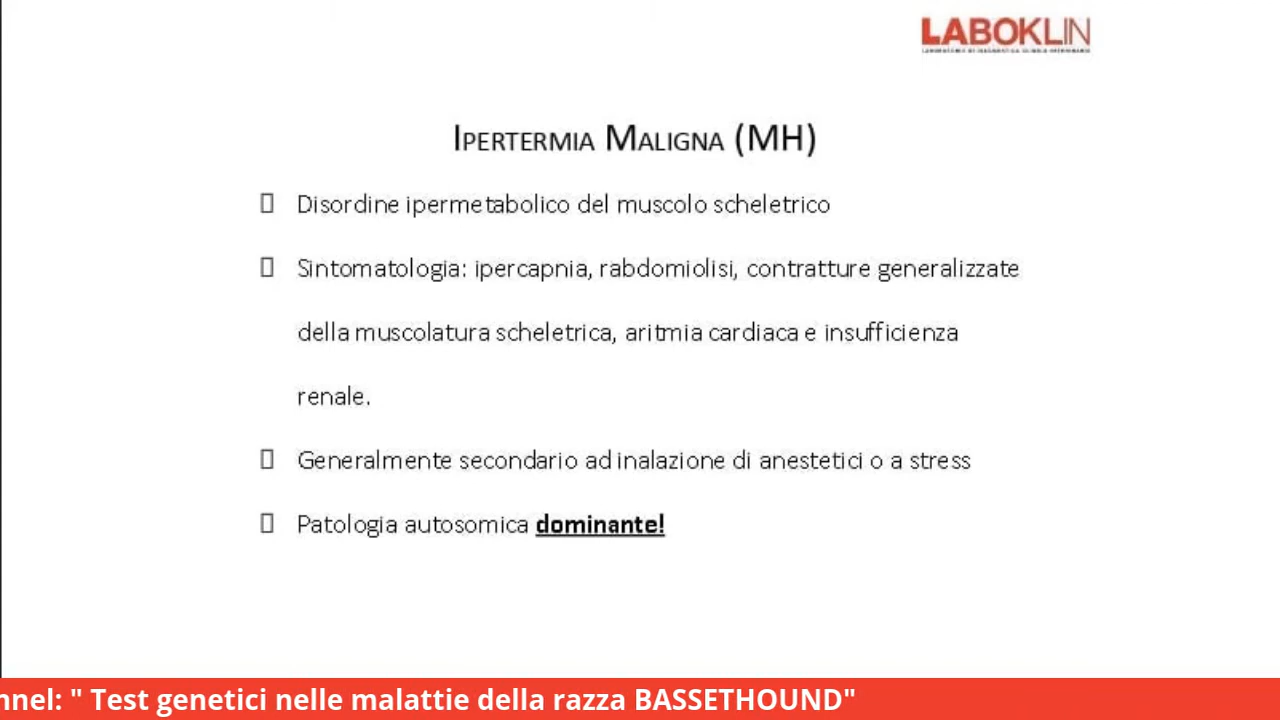 LABOKLIN
Ipertermia Maligna (MH)
Disordine ipermetabolico del muscolo scheletrico
Sintomatologia: ipercapnia, rabdomiolisi, contratture generalizzate
della muscolatura scheletrica, aritmia cardiaca e insufficienza
renale.
Generalmente secondario ad inalazione di anestetici o a stress
Patologia autosomica dominante!
nnel: " Test genetici nelle malattie della razza BASSETHOUND"